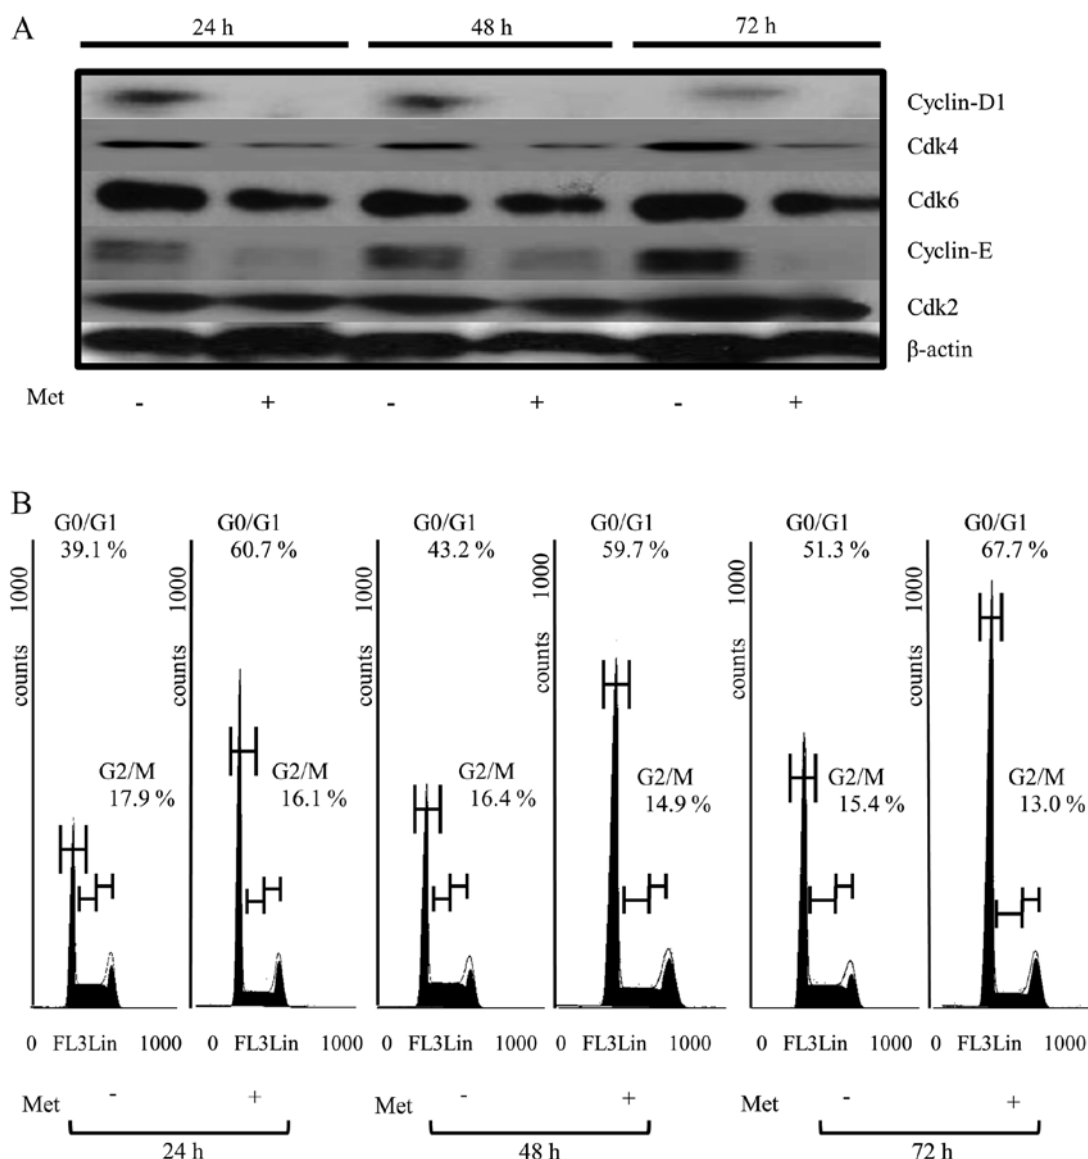 A
24 h 48 h 72 h
Cyclin-D1
Cdk4
Cdk6
Cyclin-E
Cdk2
β-actin
Met - + - + - +
B
G0/G1 G0/G1 G0/G1 G0/G1 G0/G1 G0/G1
39.1 % 60.7 % 43.2 % 59.7 % 51.3 % 67.7 %
1000 1000 1000 1000 1000 1000
counts counts counts counts counts counts
G2/M G2/M G2/M G2/M G2/M G2/M
17.9 % 16.1 % 16.4 % 14.9 % 15.4 % 13.0 %
0 FL3Lin 1000 0 FL3Lin 1000 0 FL3Lin 1000 0 FL3Lin 1000 0 FL3Lin 1000 0 FL3Lin 1000
Met - + Met - + Met - +
24 h 48 h 72 h